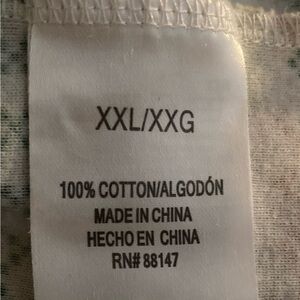 XXL/XXG
100% COTTON/ALGODÓN
MADE IN CHINA
HECHO EN CHINA
RN# 88147